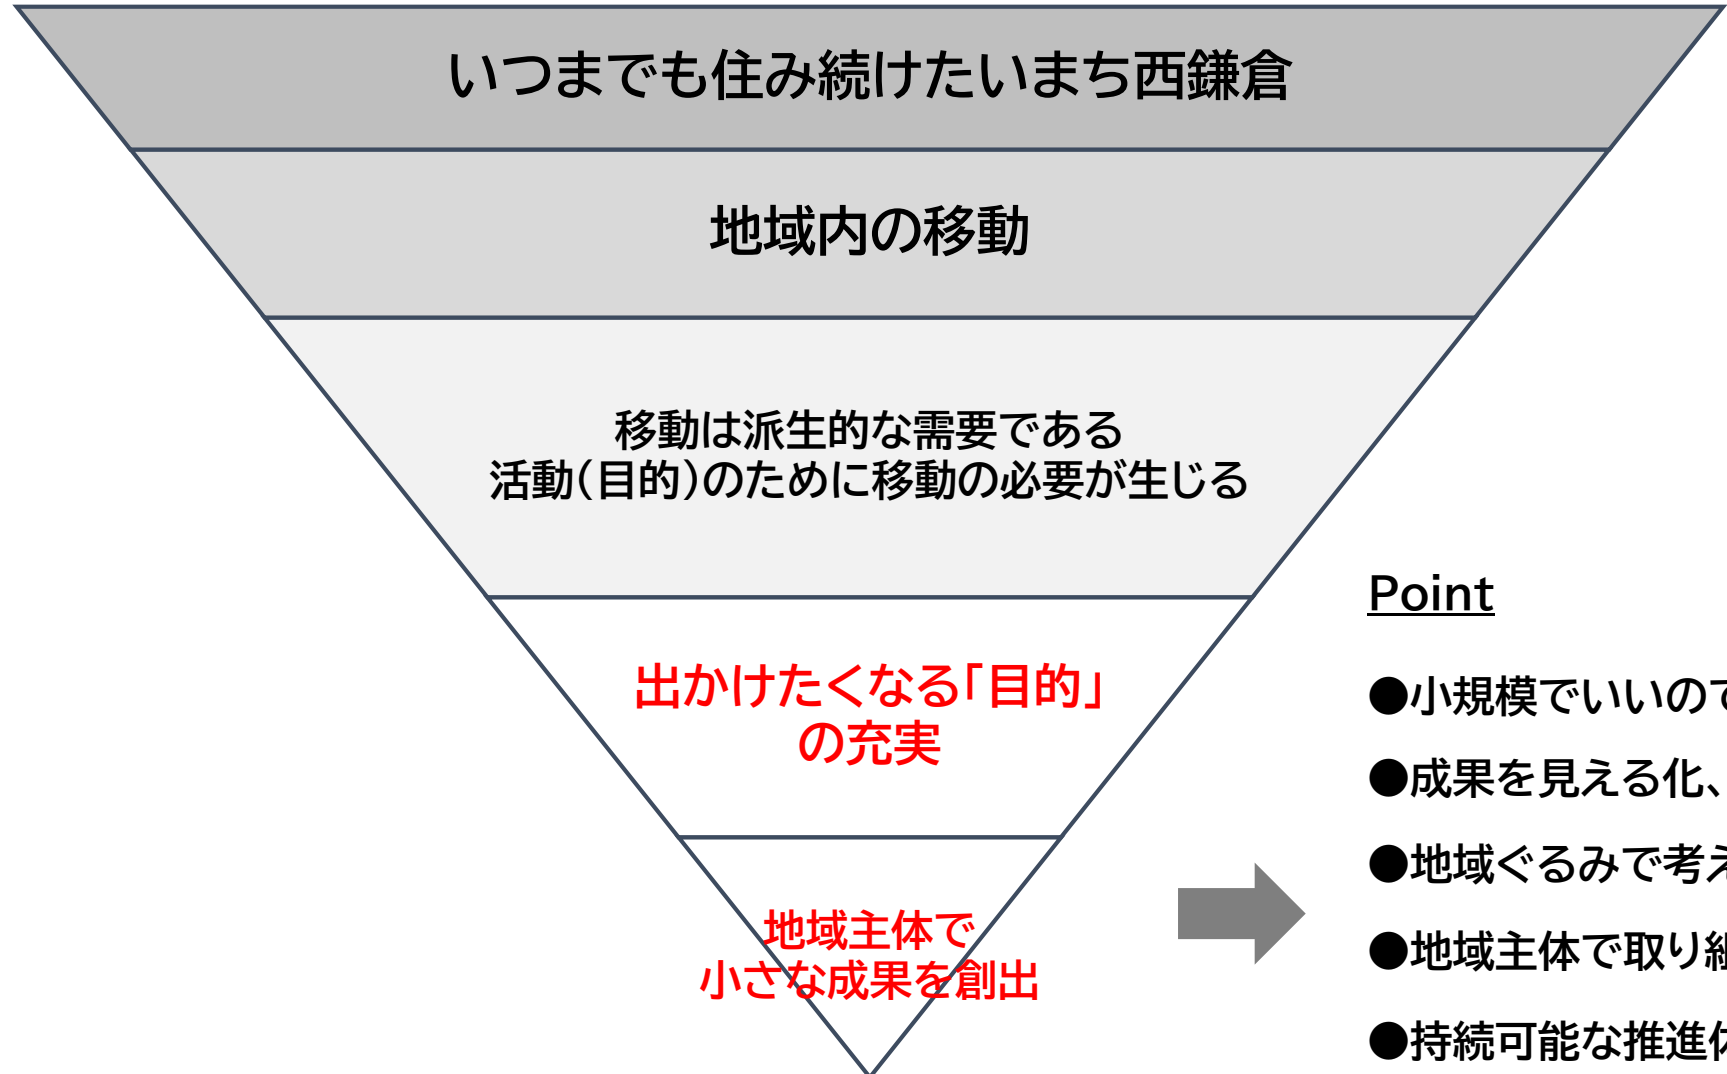 いつまでも住み続けたいまち西鎌倉
地域内の移動
移動は派生的な需要である
活動(目的)のために移動の必要が生じる
出かけたくなる「目的」
の充実
地域主体で
小さな成果を創出
Point
●小規模でいいので
●成果を見える化、
●地域ぐるみで考え
●地域主体で取り組
●持続可能な推進体